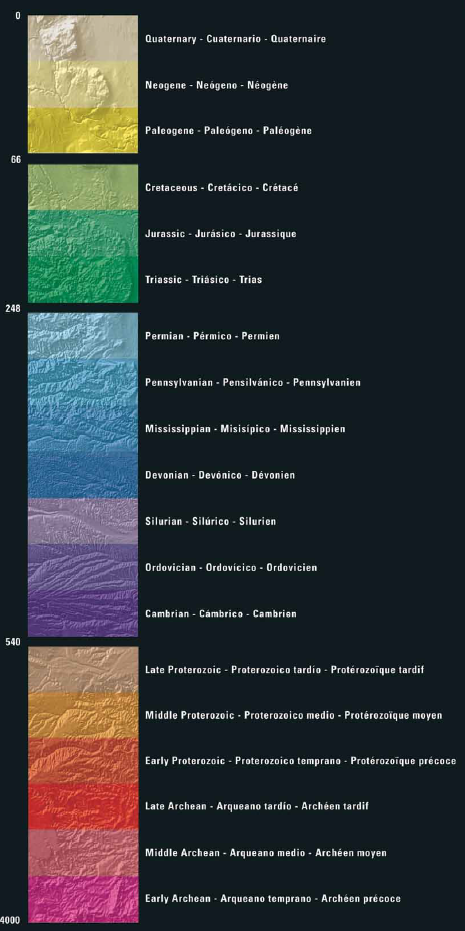 0
Quaternary - Cuaternario - Quaternaire
Neogene - Neógeno - Néogène
Paleogene - Paleógeno - Paléogène
66
Cretaceous - Cretácico - Crétacé
Jurassic - Jurásico - Jurassique
Triassic - Triásico - Trias
248
Permian - Pérmico - Permien
Pennsylvanian - Pensilvánico - Pennsylvanien
Mississippian - Misisípico - Mississippien
Devonian - Devónico - Dévonien
Silurian - Silúrico - Silurien
Ordovician - Ordovícico - Ordovicien
Cambrian - Cámbrico - Cambrien
540
Late Proterozoic - Proterozoico tardío - Protérozoïque tardif
Middle Proterozoic - Proterozoico medio - Protérozoïque moyen
Early Proterozoic - Proterozoico temprano - Protérozoïque précoce
Late Archean - Arqueano tardío - Archéen tardif
Middle Archean - Arqueano medio - Archéen moyen
Early Archean - Arqueano temprano - Archéen précoce
4000